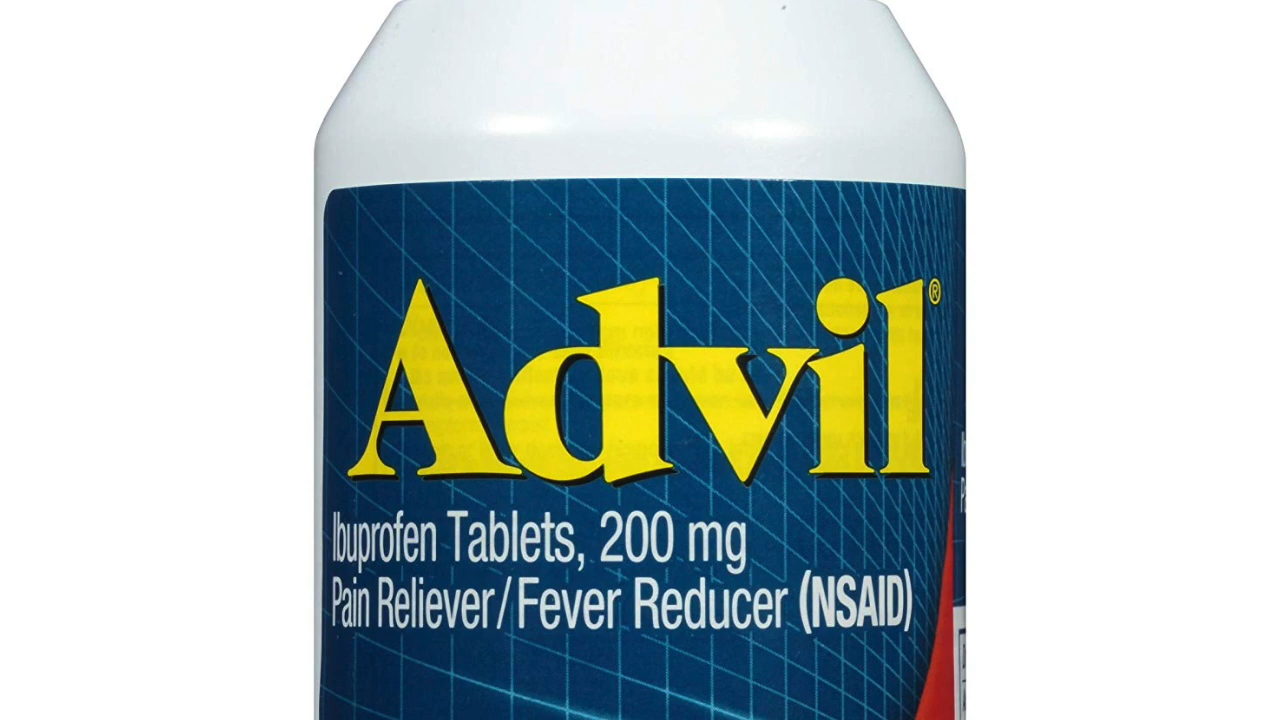 Advil®
Ibuprofen Tablets, 200 mg
Pain Reliever/Fever Reducer (NSAID)